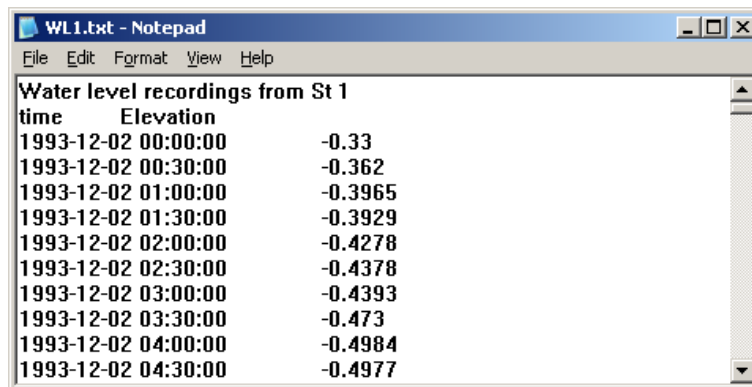 WL1.txt - Notepad
File Edit Format View Help
Water level recordings from St 1
time Elevation
1993-12-02 00:00:00 -0.33
1993-12-02 00:30:00 -0.362
1993-12-02 01:00:00 -0.3965
1993-12-02 01:30:00 -0.3929
1993-12-02 02:00:00 -0.4278
1993-12-02 02:30:00 -0.4378
1993-12-02 03:00:00 -0.4393
1993-12-02 03:30:00 -0.473
1993-12-02 04:00:00 -0.4984
1993-12-02 04:30:00 -0.4977